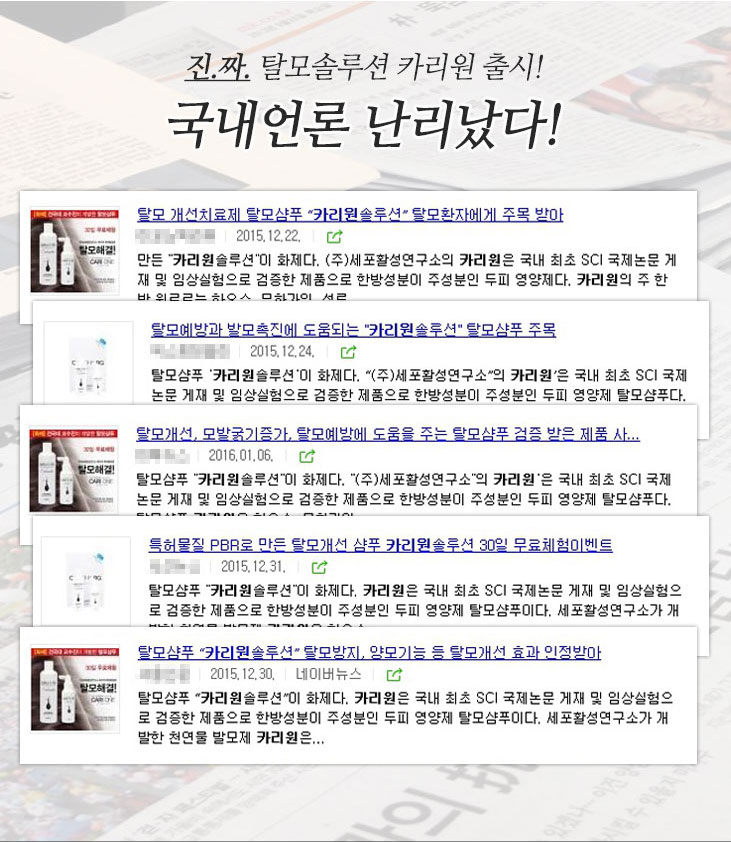 진.짜. 탈모솔루션 카리원 출시!
국내언론 난리났다!
탈모 개선치료제 탈모샴푸 “카리원솔루션” 탈모환자에게 주목 받아
2015.12.22.
만든 "카리원솔루션"이 화제다. (주)세포활성연구소의 카리원은 국내 최초 SCI 국제논문 게
재 및 임상실험으로 검증한 제품으로 한방성분이 주성분인 두피 영양제다. 카리원의 주 한
탈모예방과 발모촉진에 도움되는 "카리원솔루션" 탈모샴푸 주목
2015.12.24.
탈모샴푸 '카리원솔루션'이 화제다. “(주)세포활성연구소”의 카리원'은 국내 최초 SCI 국제
논문 게재 및 임상실험으로 검증한 제품으로 한방성분이 주성분인 두피 영양제 탈모샴푸다.
탈모개선, 모발굵기증가, 탈모예방에 도움을 주는 탈모샴푸 검증 받은 제품 사...
2016.01.06.
탈모샴푸 "카리원솔루션"이 화제다. "(주)세포활성연구소"의 카리원'은 국내 최초 SCI 국제
논문 게재 및 임상실험으로 검증한 제품으로 한방성분이 주성분인 두피 영양제 탈모샴푸다.
특허물질 PBR로 만든 탈모개선 샴푸 카리원솔루션 30일 무료체험이벤트
2015.12.31.
탈모샴푸 "카리원솔루션"이 화제다. 카리원은 국내 최초 SCI 국제논문 게재 및 임상실험으
로 검증한 제품으로 한방성분이 주성분인 두피 영양제 탈모샴푸이다. 세포활성연구소가 개
탈모샴푸 “카리원솔루션” 탈모방지, 양모기능 등 탈모개선 효과 인정받아
2015.12.30. 네이버뉴스
탈모샴푸 “카리원솔루션”이 화제다. 카리원은 국내 최초 SCI 국제논문 게재 및 임상실험으
로 검증한 제품으로 한방성분이 주성분인 두피 영양제 탈모샴푸이다. 세포활성연구소가 개
발한 천연물 발모제 카리원은...
30일 무료체험
탈모해결!
CARI ONE